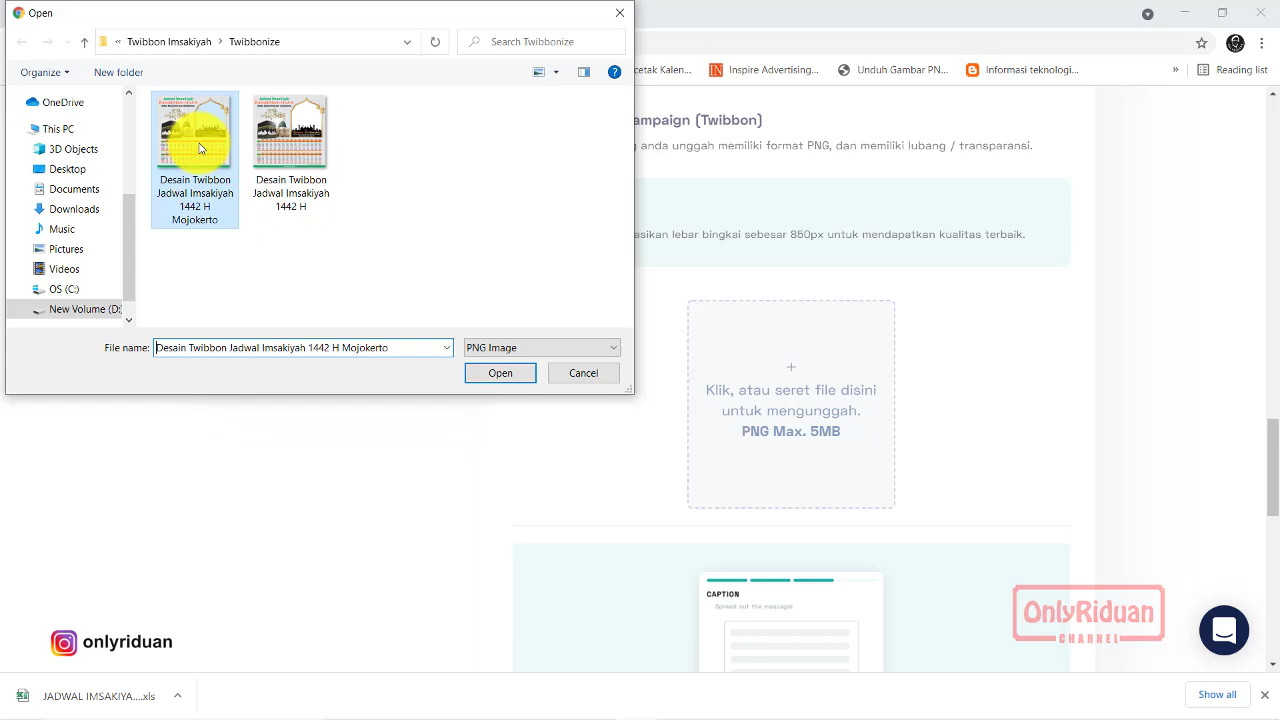 Open
« Twibbon Imsakiyah > Twibbonize
Search Twibbonize
Organize
New folder
OneDrive
This PC
3D Objects
Desktop
Documents
Downloads
Music
Pictures
Videos
OS (C:)
New Volume (D:
Desain Twibbon
Jadwal Imsakiyah
1442 H
Mojokerto
Desain Twibbon
Jadwal Imsakiyah
1442 H
File name:
Desain Twibbon Jadwal Imsakiyah 1442 H Mojokerto
PNG Image
Open
Cancel
etak Kalen...
Inspire Advertising,...
Unduh Gambar PN...
Informasi teknologi...
»
Reading list
ampaign (Twibbon)
g anda unggah memiliki format PNG, dan memiliki lubang / transparansi.
asikan lebar bingkai sebesar 850px untuk mendapatkan kualitas terbaik.
+
Klik, atau seret file disini
untuk mengunggah.
PNG Max. 5MB
CAPTION
Spread out the message!
OnlyRiduan
CHANNEL
onlyriduan
JADWAL IMSAKIYA....xls
Show all